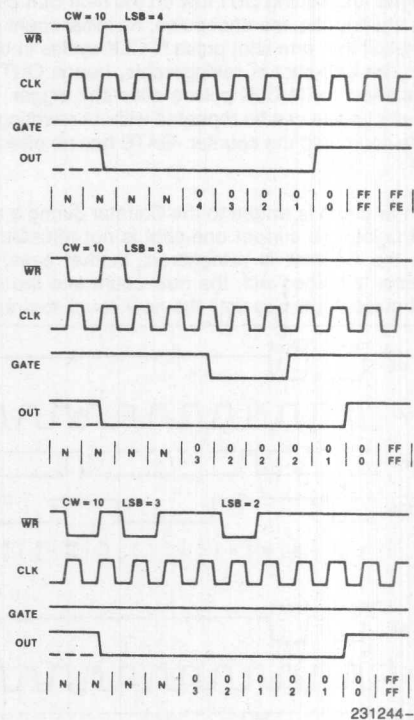 CW = 10 LSB = 4
WR
CLK
GATE
OUT
N N N N 0 0 0 0 0 FF FF
4 3 2 1 0 FF FE
CW = 10 LSB = 3
WR
CLK
GATE
OUT
N N N N 0 0 0 0 0 0 FF
3 2 2 2 1 0 FF
CW = 10 LSB = 3 LSB = 2
WR
CLK
GATE
OUT
N N N N 0 0 0 0 0 0 FF
3 2 1 2 1 0 FF
231244–